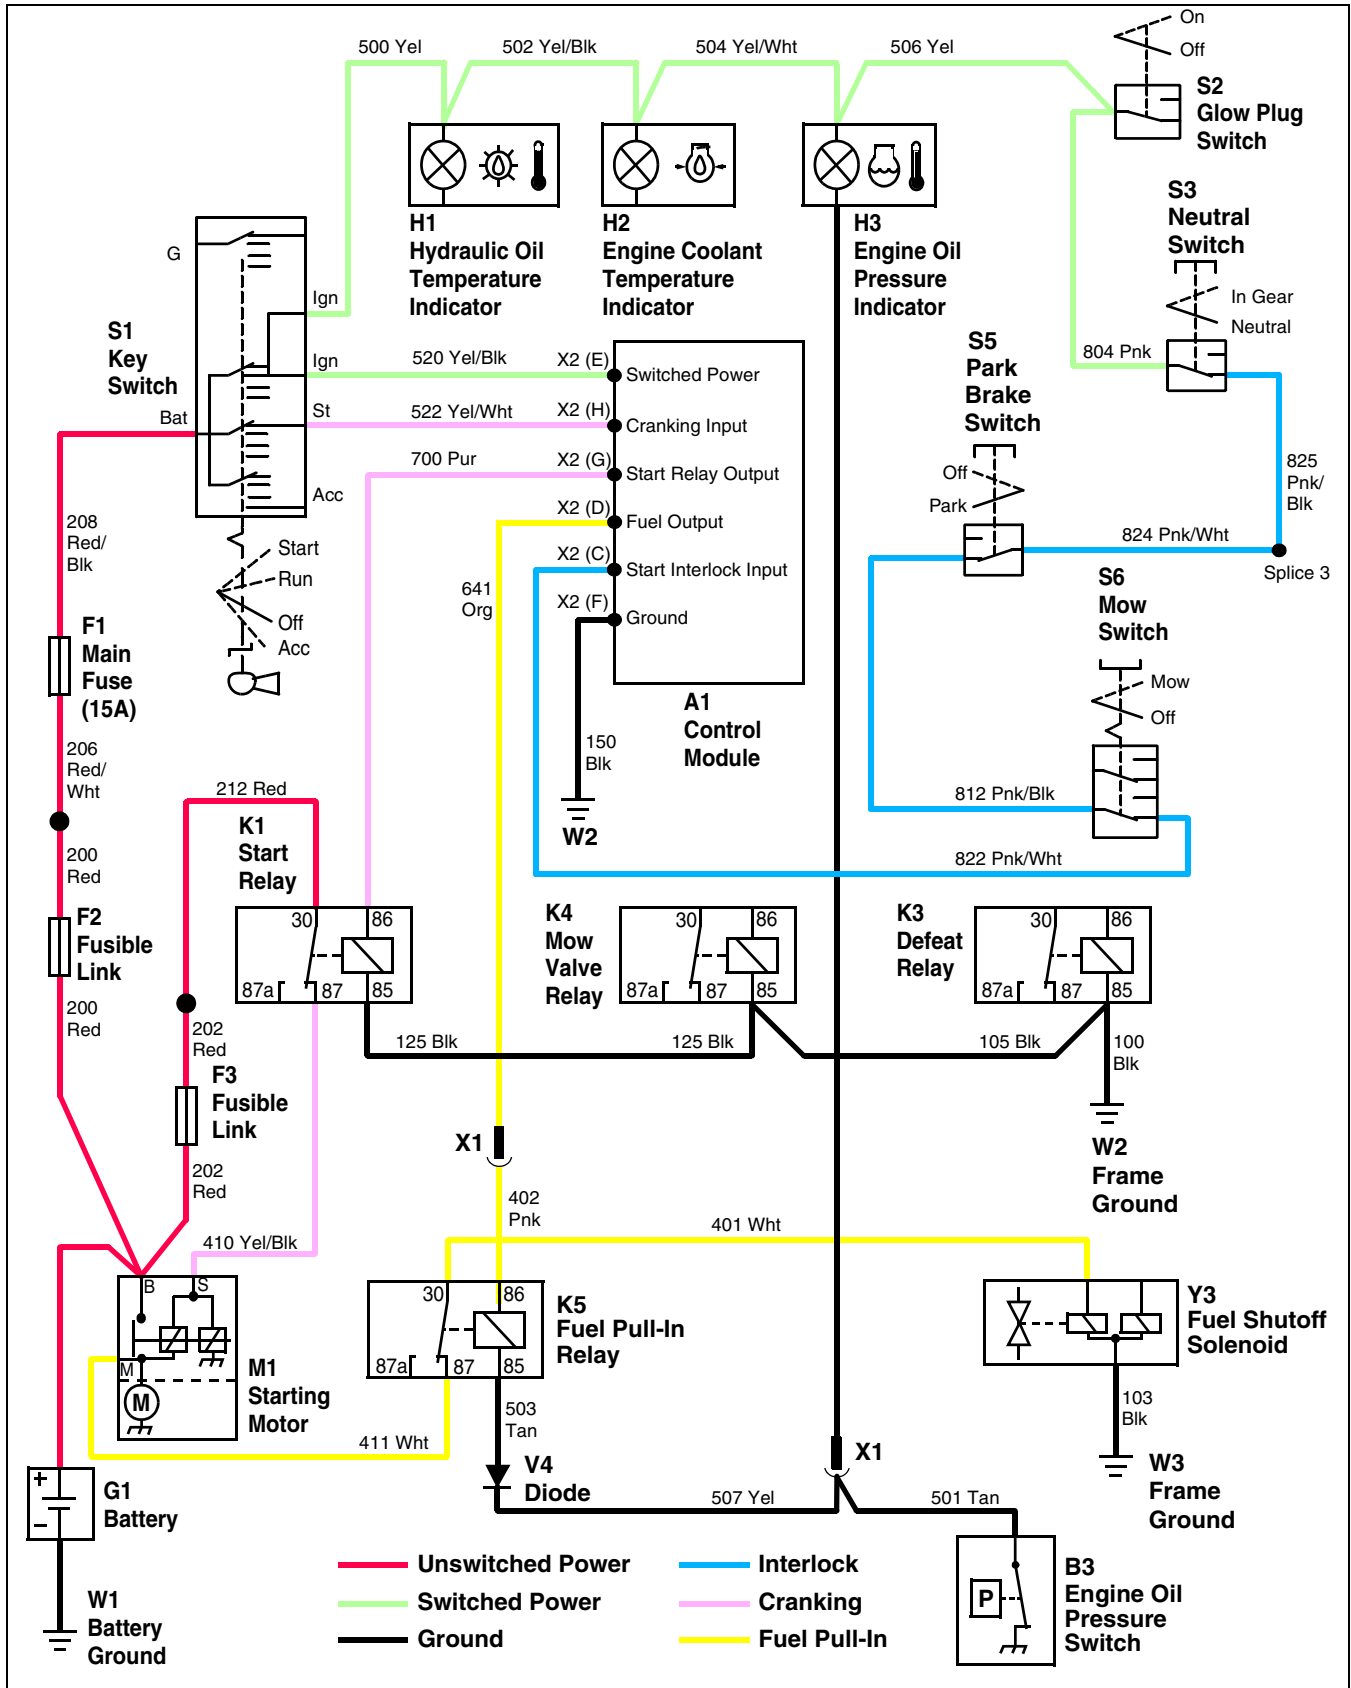 500 Yel
502 Yel/Blk
504 Yel/Wht
506 Yel
On
Off
S2
Glow Plug
Switch
H1
Hydraulic Oil
Temperature
Indicator
H2
Engine Coolant
Temperature
Indicator
H3
Engine Oil
Pressure
Indicator
S3
Neutral
Switch
In Gear
Neutral
804 Pnk
G
Ign
Ign
St
Acc
Bat
S1
Key
Switch
520 Yel/Blk
522 Yel/Wht
700 Pur
X2 (E)
X2 (H)
X2 (G)
X2 (D)
X2 (C)
X2 (F)
Switched Power
Cranking Input
Start Relay Output
Fuel Output
Start Interlock Input
Ground
A1
Control
Module
S5
Park
Brake
Switch
Off
Park
825
Pnk/
Blk
824 Pnk/Wht
Splice 3
208
Red/
Blk
Start
Run
Off
Acc
641
Org
F1
Main
Fuse
(15A)
S6
Mow
Switch
Mow
Off
150
Blk
W2
206
Red/
Wht
212 Red
812 Pnk/Blk
822 Pnk/Wht
200
Red
K1
Start
Relay
30
86
87a
87
85
K4
Mow
Valve
Relay
30
86
87a
87
85
K3
Defeat
Relay
30
86
87a
87
85
F2
Fusible
Link
200
Red
202
Red
125 Blk
125 Blk
105 Blk
100
Blk
F3
Fusible
Link
W2
Frame
Ground
X1
202
Red
402
Pnk
401 Wht
410 Yel/Blk
B
S
M
M
M1
Starting
Motor
30
86
87a
87
85
K5
Fuel Pull-In
Relay
Y3
Fuel Shutoff
Solenoid
503
Tan
103
Blk
411 Wht
V4
Diode
X1
507 Yel
501 Tan
W3
Frame
Ground
+
–
G1
Battery
W1
Battery
Ground
P
B3
Engine Oil
Pressure
Switch
Unswitched Power
Switched Power
Ground
Interlock
Cranking
Fuel Pull-In